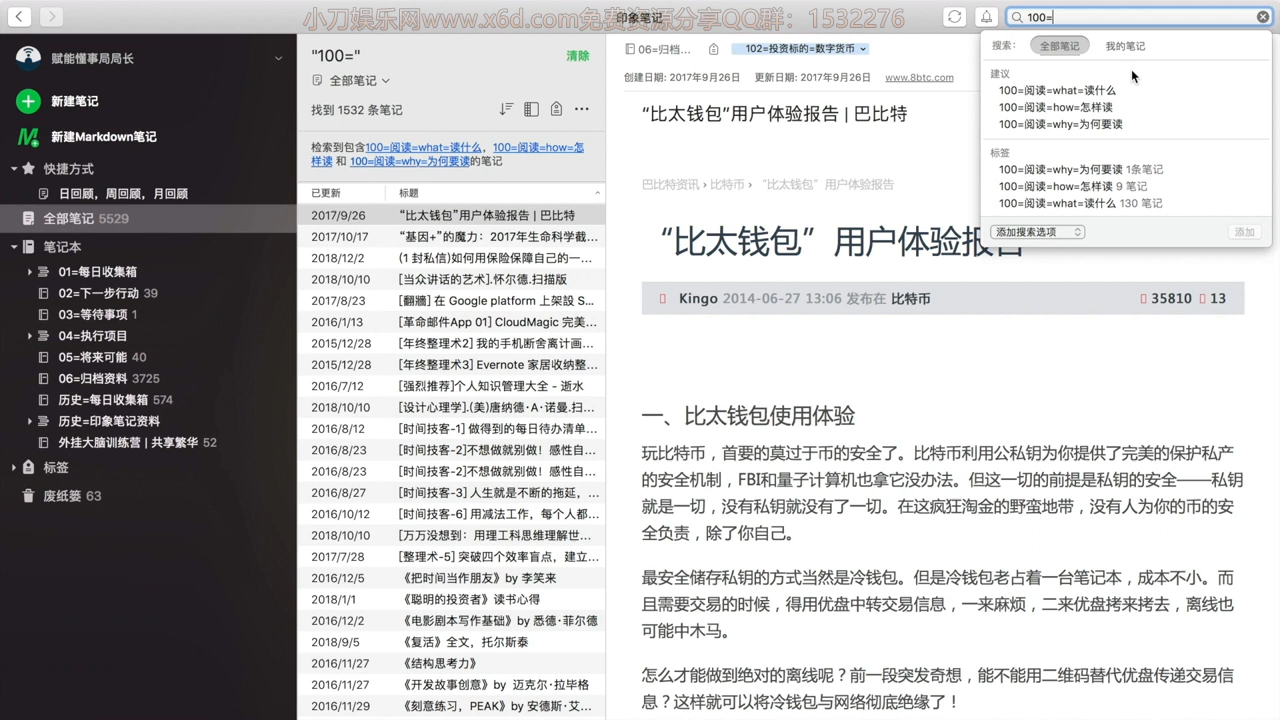 小刀娱乐网www.x6d.com免费资源分享QQ群：1532276
印象笔记
100=
搜索： 全部笔记 我的笔记
建议
100=阅读=what=读什么
100=阅读=how=怎样读
100=阅读=why=为何要读
标签
100=阅读=why=为何要读 1条笔记
100=阅读=how=怎样读 9 笔记
100=阅读=what=读什么 130 笔记
添加搜索选项 添加
赋能懂事局局长
新建笔记
新建Markdown笔记
快捷方式
日回顾，周回顾，月回顾
全部笔记 5529
笔记本
01=每日收集箱
02=下一步行动 39
03=等待事项 1
04=执行项目
05=将来可能 40
06=归档资料 3725
历史=每日收集箱 574
历史=印象笔记资料
外挂大脑训练营 | 共享繁华 52
标签
废纸篓 63
"100=" 清除
全部笔记
找到 1532 条笔记
检索到包含100=阅读=what=读什么，100=阅读=how=怎
样读 和 100=阅读=why=为何要读的笔记
已更新 标题
2017/9/26 “比太钱包”用户体验报告 | 巴比特
2017/10/17 “基因+”的魔力：2017年生命科学截...
2018/12/2 (1 封私信)如何用保险保障自己的一...
2018/10/10 [当众讲话的艺术].怀尔德.扫描版
2017/8/23 [翻牆] 在 Google platform 上架設 S...
2016/1/13 [革命邮件App 01] CloudMagic 完美...
2015/12/28 [年终整理术2] 我的手机断舍离计画...
2015/12/28 [年终整理术3] Evernote 家居收纳整...
2016/7/12 [强烈推荐]个人知识管理大全 - 逝水
2018/10/10 [设计心理学].(美)唐纳德·A·诺曼.扫...
2016/8/12 [时间技客-1] 做得到的每日待办清单...
2016/8/23 [时间技客-2]不想做就别做！感性自...
2016/8/23 [时间技客-2]不想做就别做！感性自...
2016/8/27 [时间技客-3] 人生就是不断的拖延，...
2016/10/12 [时间技客-6] 用减法工作，每个人都...
2018/10/10 [万万没想到：用理工科思维理解世...
2017/7/28 [整理术-5] 突破四个效率盲点，建立...
2016/12/5 《把时间当作朋友》by 李笑来
2018/1/1 《聪明的投资者》读书心得
2016/12/2 《电影剧本写作基础》by 悉德·菲尔德
2018/9/5 《复活》全文，托尔斯泰
2016/11/27 《结构思考力》
2016/11/27 《开发故事创意》by 迈克尔·拉毕格
2016/11/29 《刻意练习，PEAK》by 安德斯·艾...
06=归档... 102=投资标的=数字货币
创建日期: 2017年9月26日 更新日期: 2017年9月26日 www.8btc.com
“比太钱包”用户体验报告 | 巴比特
巴比特资讯 › 比特币 › “比太钱包”用户体验报告
“比太钱包”用户体验报告
Kingo 2014-06-27 13:06 发布在 比特币 35810 13
一、比太钱包使用体验
玩比特币，首要的莫过于币的安全了。比特币利用公私钥为你提供了完美的保护私产
的安全机制，FBI和量子计算机也拿它没办法。但这一切的前提是私钥的安全——私钥
就是一切，没有私钥就没有了一切。在这疯狂淘金的野蛮地带，没有人为你的币的安
全负责，除了你自己。
最安全储存私钥的方式当然是冷钱包。但是冷钱包老占着一台笔记本，成本不小。而
且需要交易的时候，得用优盘中转交易信息，一来麻烦，二来优盘拷来拷去，离线也
可能中木马。
怎么才能做到绝对的离线呢？前一段突发奇想，能不能用二维码替代优盘传递交易信
息？这样就可以将冷钱包与网络彻底绝缘了！